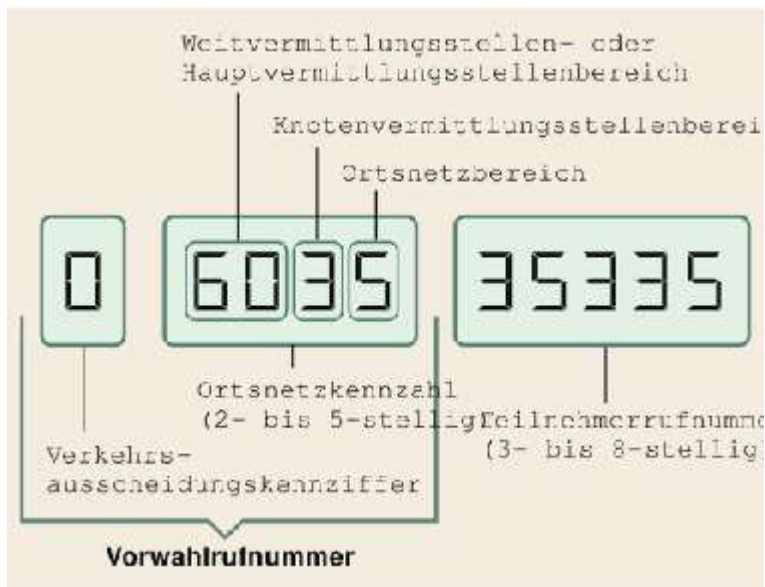 Weitvermittlungsstellen- oder
Hauptvermittlungsstellenbereich
Knotenvermittlungsstellenberei
Ortsnetzbereich
0 6035 35335
Ortsnetzkennzahl
(2- bis 5-stellig)
Teilnehmerrufnumme
(3- bis 8-stellig)
Verkehrs-
ausscheidungskennziffer
Vorwahlrufnummer